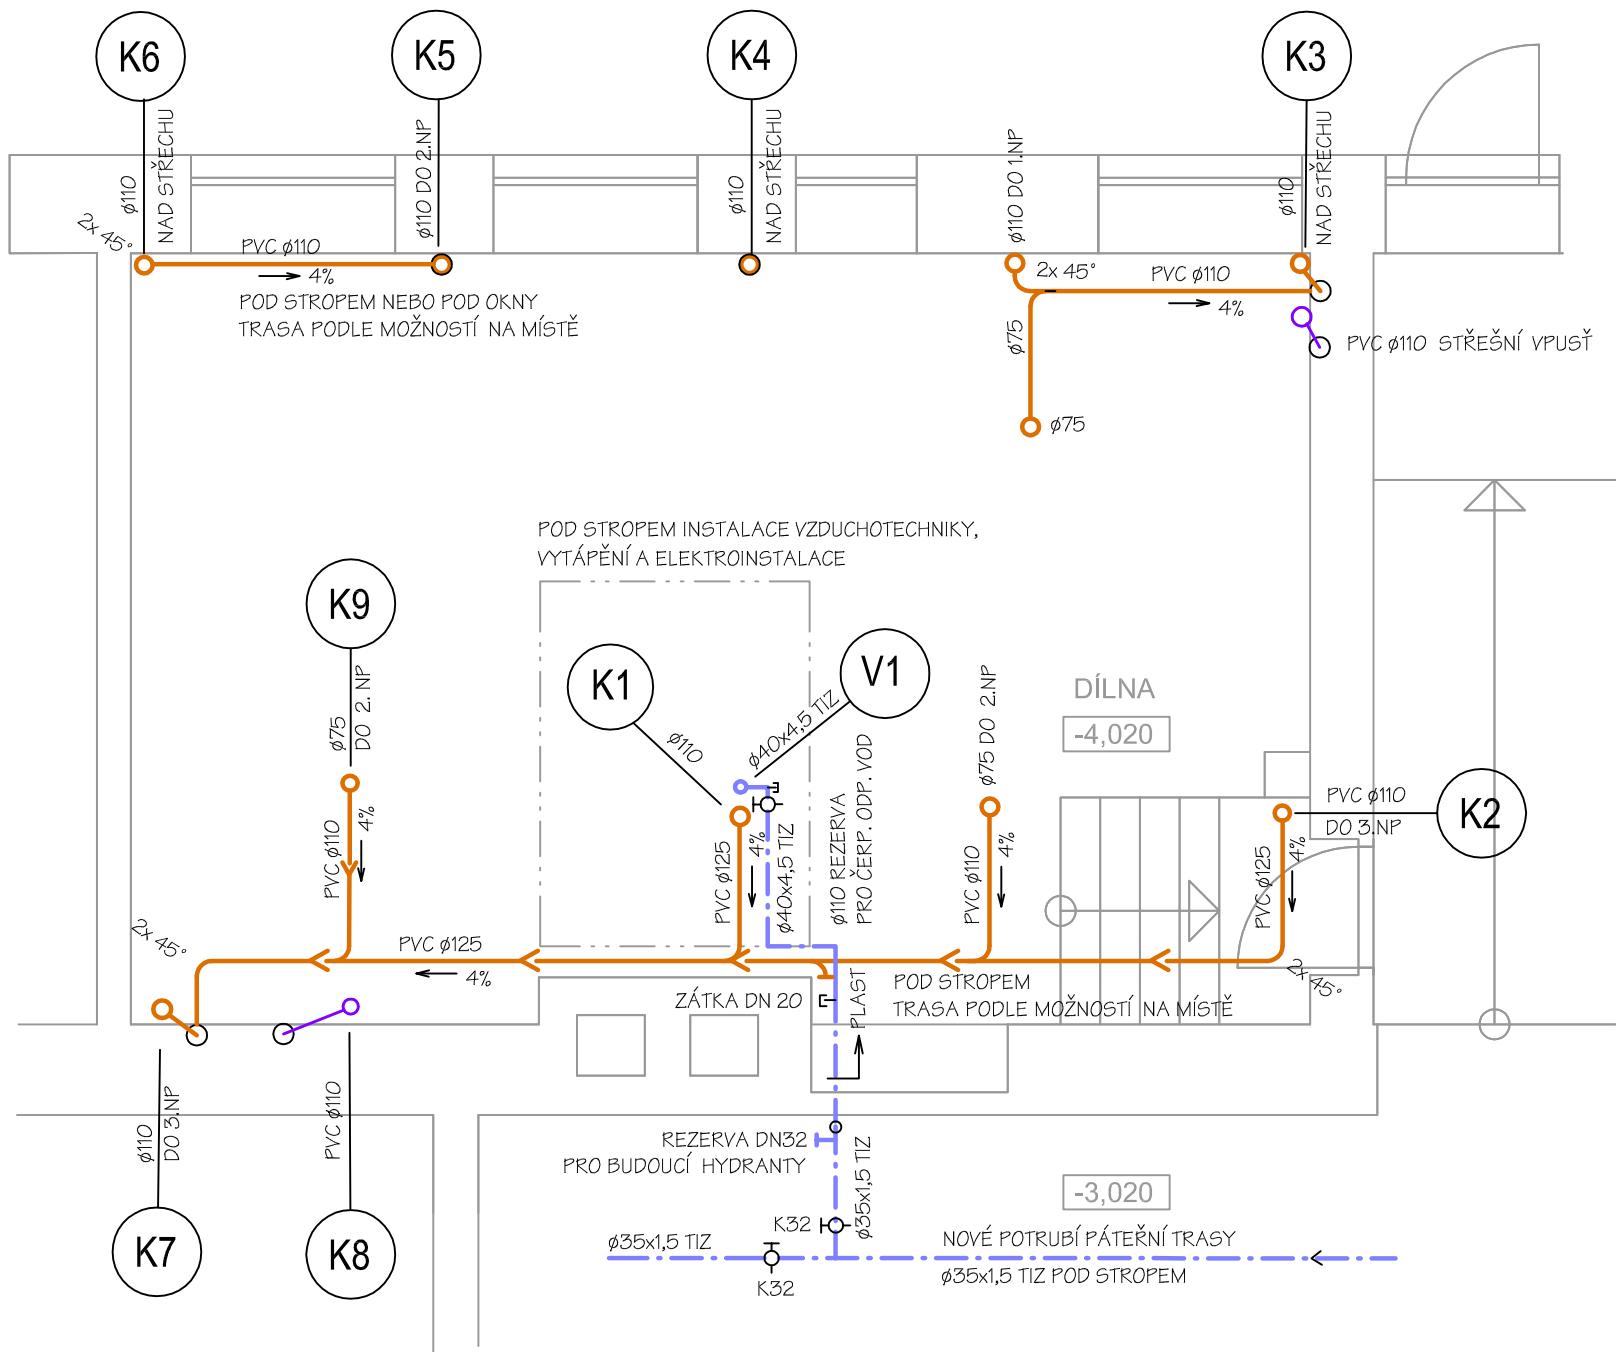 K6
K5
K4
K3
ø110
NAD STŘECHU
ø110 DO 2.NP
ø110
NAD STŘECHU
ø110 DO 1.NP
ø110
NAD STŘECHU
2x 45°
PVC ø110
4%
POD STROPEM NEBO POD OKNY
TRASA PODLE MOŽNOSTÍ NA MÍSTĚ
2x 45°
PVC ø110
4%
ø75
ø75
PVC ø110 STŘEŠNÍ VPUSŤ
POD STROPEM INSTALACE VZDUCHOTECHNIKY,
VYTÁPĚNÍ A ELEKTROINSTALACE
K9
K1
V1
ø75
DO 2. NP
ø110
ø40x4,5 TIZ
ø110 REZERVA
PRO ČERP. ODP. VOD
ø75 DO 2.NP
DÍLNA
-4,020
PVC ø110
DO 3.NP
K2
PVC ø110
4%
PVC ø125
4%
ø40x4,5 TIZ
PVC ø110
4%
PVC ø125
4%
2x 45°
PVC ø125
4%
2x 45°
POD STROPEM
TRASA PODLE MOŽNOSTÍ NA MÍSTĚ
ZÁTKA DN 20
PLAST
ø110
DO 3.NP
PVC ø110
REZERVA DN32
PRO BUDOUCÍ HYDRANTY
ø35x1,5 TIZ
-3,020
K7
K8
K32
ø35x1,5 TIZ
K32
NOVÉ POTRUBÍ PÁTEŘNÍ TRASY
ø35x1,5 TIZ POD STROPEM